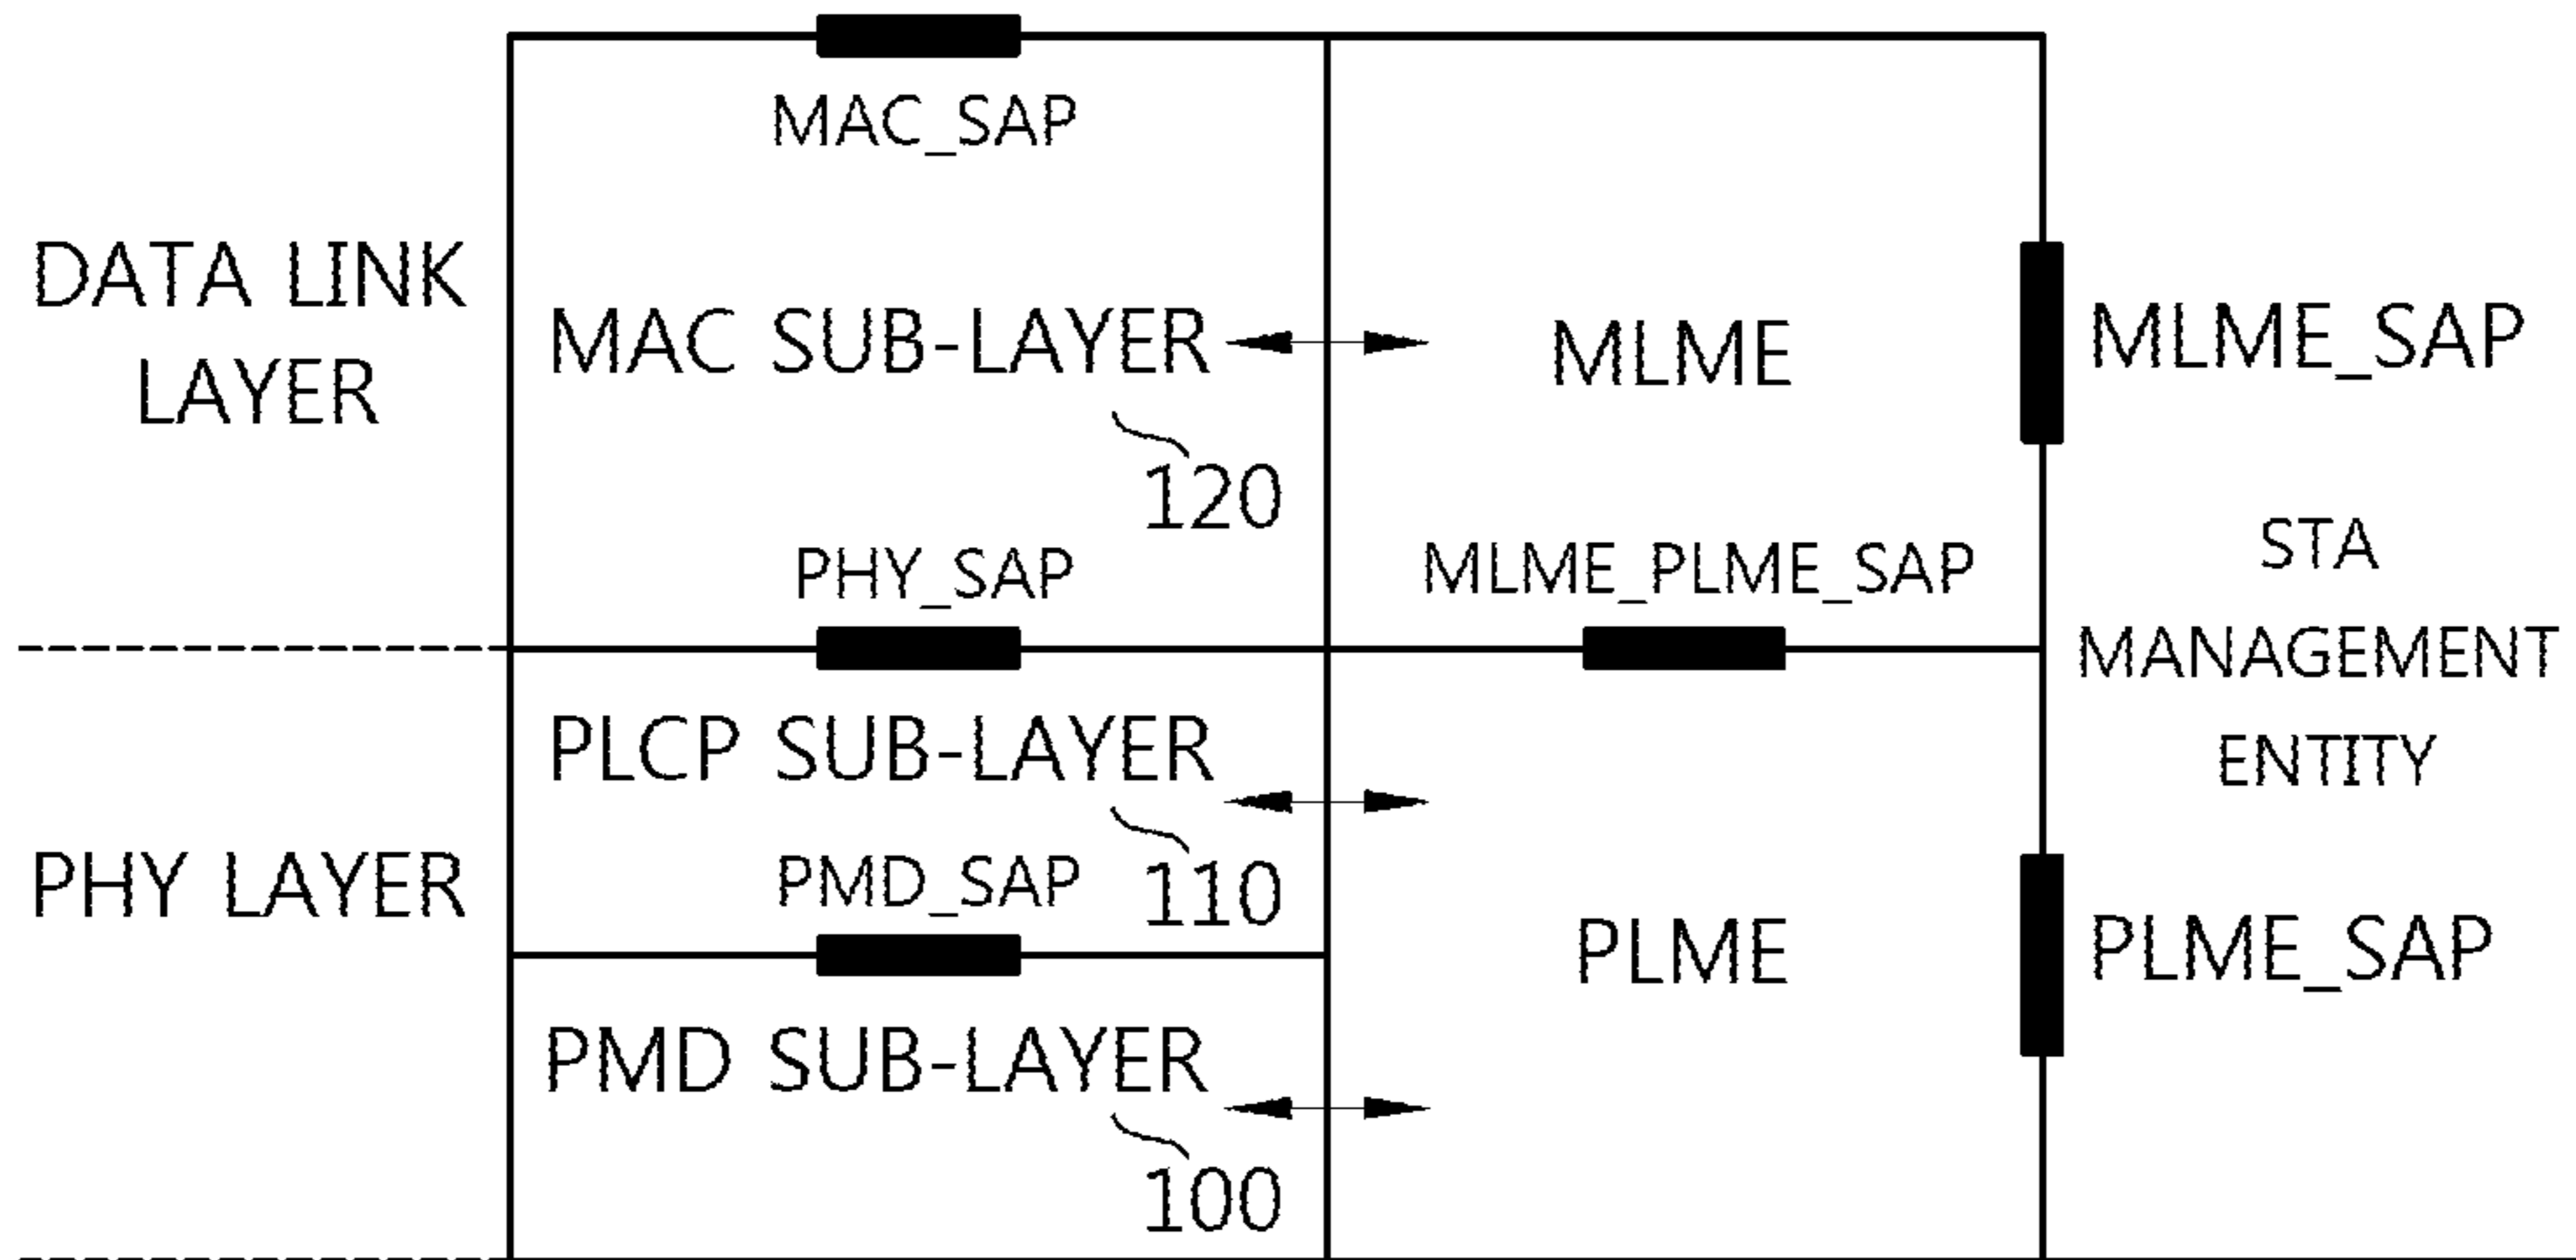 MAC_SAP
DATA LINK
LAYER
MAC SUB-LAYER
120
MLME
MLME_SAP
PHY_SAP
MLME_PLME_SAP
STA
MANAGEMENT
ENTITY
PHY LAYER
PLCP SUB-LAYER
110
PMD_SAP
PLME
PLME_SAP
PMD SUB-LAYER
100